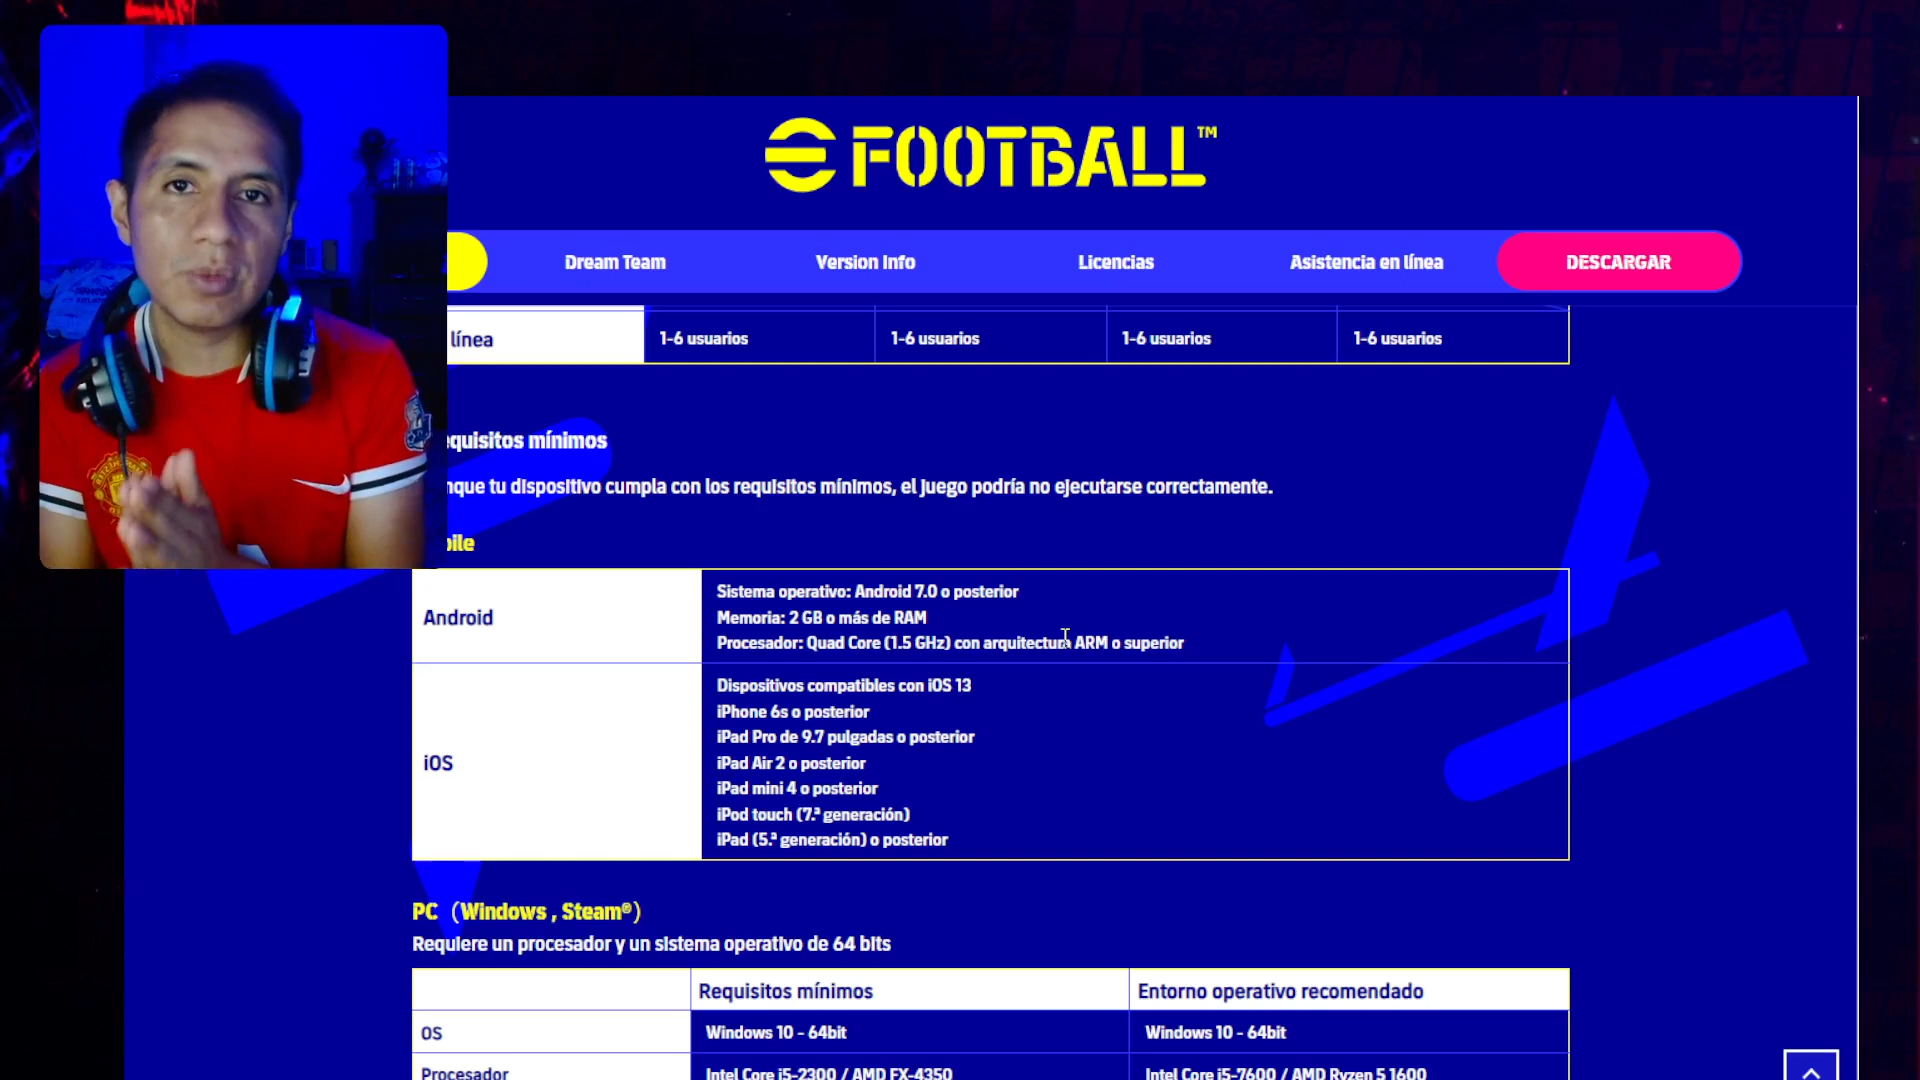 FOOTBALL™
Dream Team
Version Info
Licencias
Asistencia en línea
DESCARGAR
línea
1-6 usuarios
1-6 usuarios
1-6 usuarios
1-6 usuarios
equisitos mínimos
nque tu dispositivo cumpla con los requisitos mínimos, el juego podría no ejecutarse correctamente.
bile
Android
Sistema operativo: Android 7.0 o posterior
Memoria: 2 GB o más de RAM
Procesador: Quad Core (1.5 GHz) con arquitectura ARM o superior
iOS
Dispositivos compatibles con iOS 13
iPhone 6s o posterior
iPad Pro de 9.7 pulgadas o posterior
iPad Air 2 o posterior
iPad mini 4 o posterior
iPod touch (7.ª generación)
iPad (5.ª generación) o posterior
PC (Windows , Steam®)
Requiere un procesador y un sistema operativo de 64 bits
Requisitos mínimos
Entorno operativo recomendado
OS
Windows 10 - 64bit
Windows 10 - 64bit
Procesador
Intel Core i5-2300 / AMD FX-4350
Intel Core i5-7600 / AMD Ryzen 5 1600